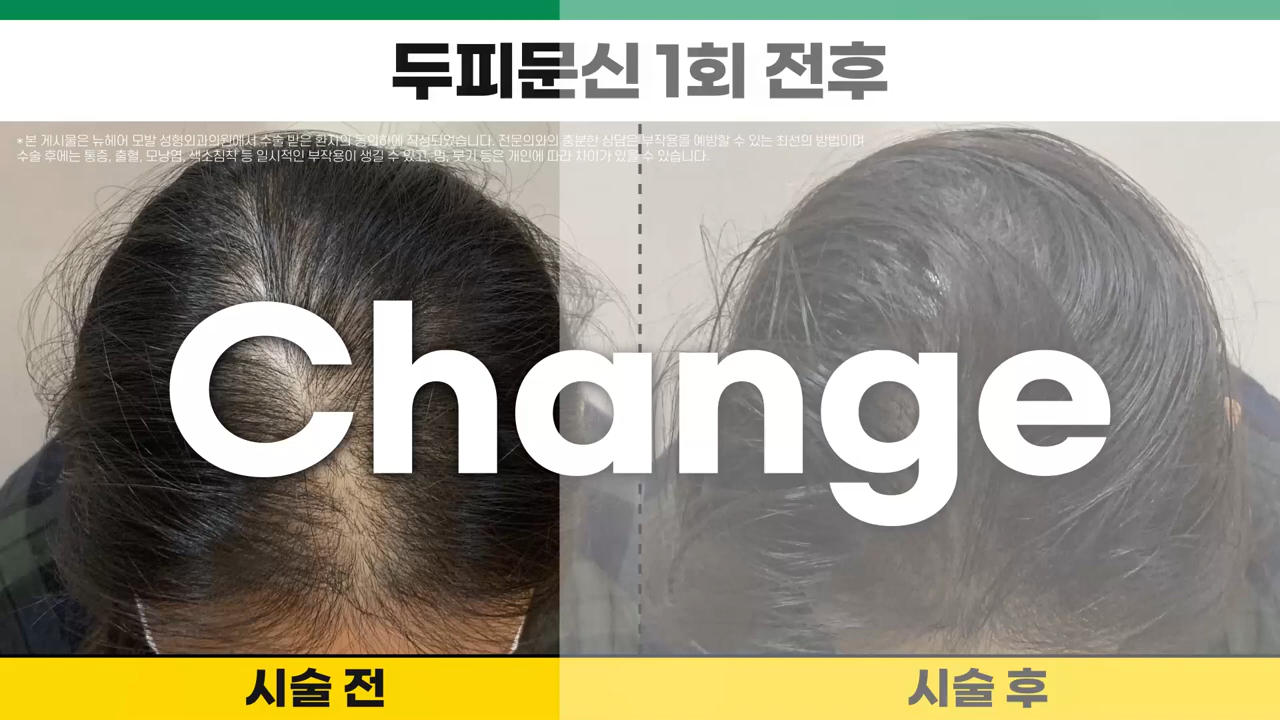 두피문신 1회 전후
*본 게시물은 뉴헤어 모발 성형외과의원에서 수술 받은 환자의 동의하에 작성되었습니다. 전문의와의 충분한 상담은 부작용을 예방할 수 있는 최선의 방법이며
수술 후에는 통증, 출혈, 모낭염, 색소침착 등 일시적인 부작용이 생길 수 있고, 멍, 붓기 등은 개인에 따라 차이가 있을 수 있습니다.
Change
시술 전
시술 후